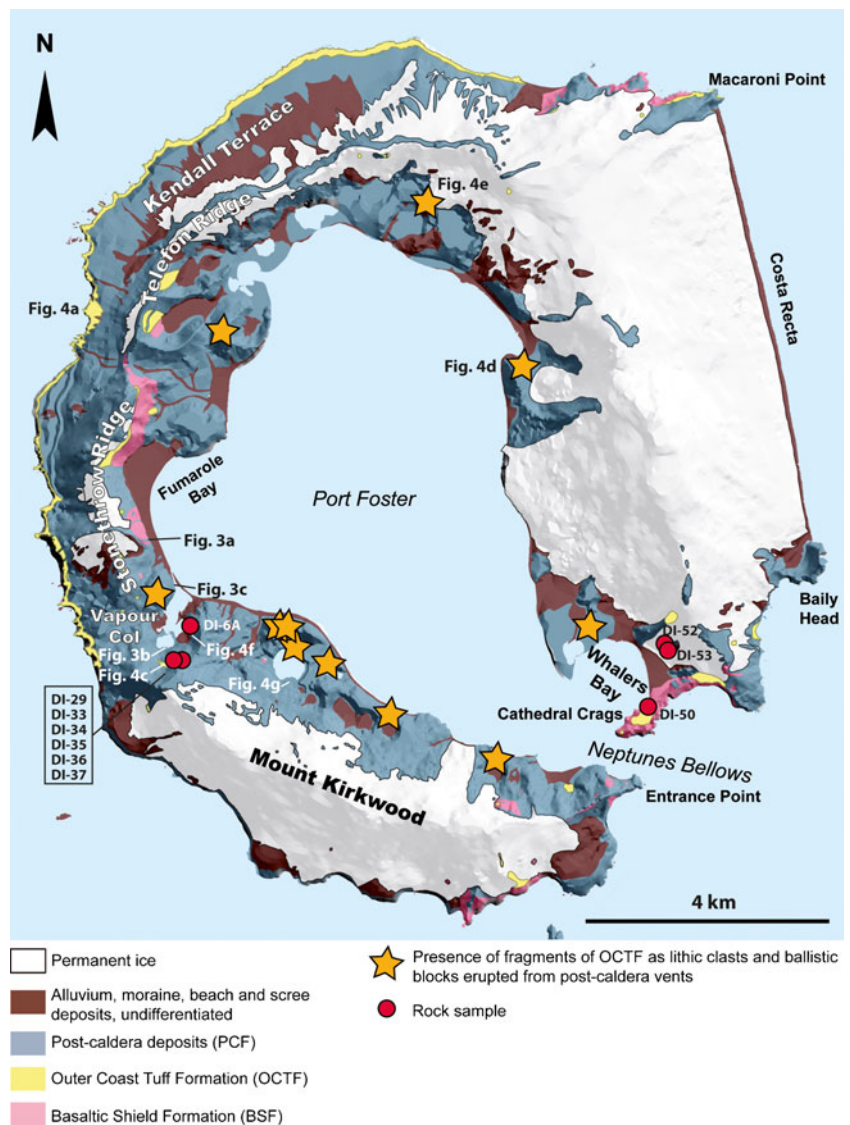 N
Macaroni Point
Kendall Terrace
Fig. 4e
Telefon Ridge
Costa Recta
Fig. 4a
Fig. 4d
Stonethrow Ridge
Fumarole
Bay
Port Foster
Fig. 3a
Fig. 3c
Baily
Head
Vapour
Col
DI-6A
DI-52
DI-53
Fig. 3b
Fig. 4f
Whalers
Bay
Fig. 4c
Fig. 4g
Cathedral Crags
DI-50
DI-29
DI-33
DI-34
DI-35
DI-36
DI-37
Neptunes Bellows
Mount Kirkwood
Entrance Point
4 km
Permanent ice
Alluvium, moraine, beach and scree
deposits, undifferentiated
Post-caldera deposits (PCF)
Outer Coast Tuff Formation (OCTF)
Basaltic Shield Formation (BSF)
Presence of fragments of OCTF as lithic clasts and ballistic
blocks erupted from post-caldera vents
Rock sample